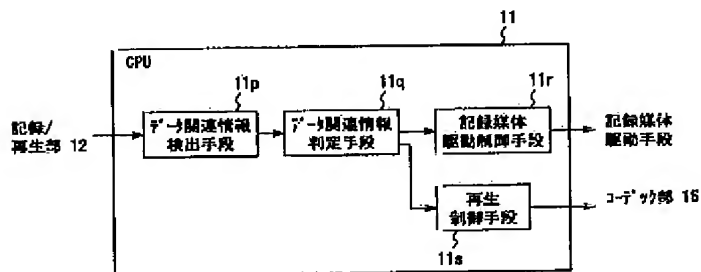 11
CPU
11p
11q
11r
記録/
再生部 12
データ関連情報
検出手段
データ関連情報
判定手段
記録媒体
駆動制御手段
記録媒体
駆動手段
再生
制御手段
コーデック部 16
11s